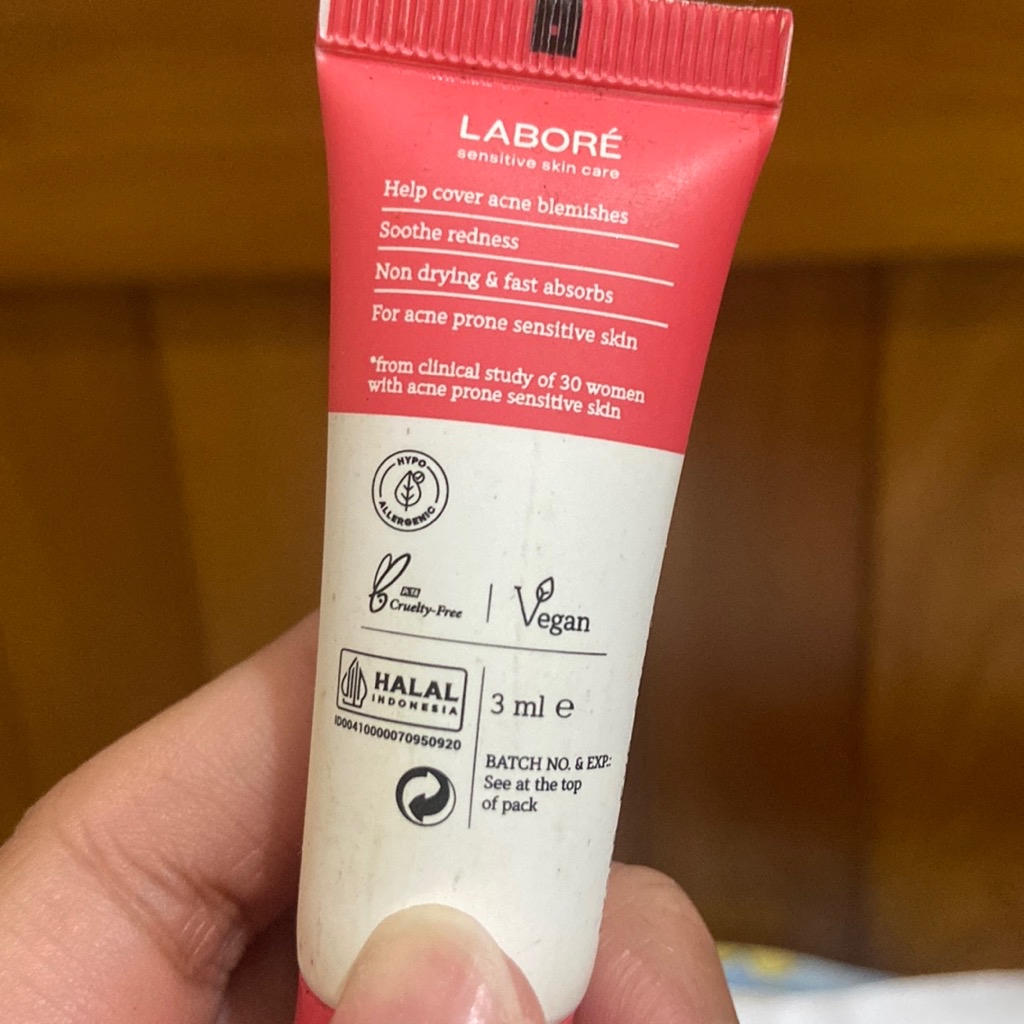 LABORÉ
sensitive skin care
Help cover acne blemishes
Soothe redness
Non drying & fast absorbs
For acne prone sensitive skin
*from clinical study of 30 women
with acne prone sensitive skin
HYPO
ALLERGENIC
PETA
Cruelty-Free
Vegan
HALAL
INDONESIA
ID00410000070950920
3 ml ℮
BATCH NO. & EXP.:
See at the top
of pack